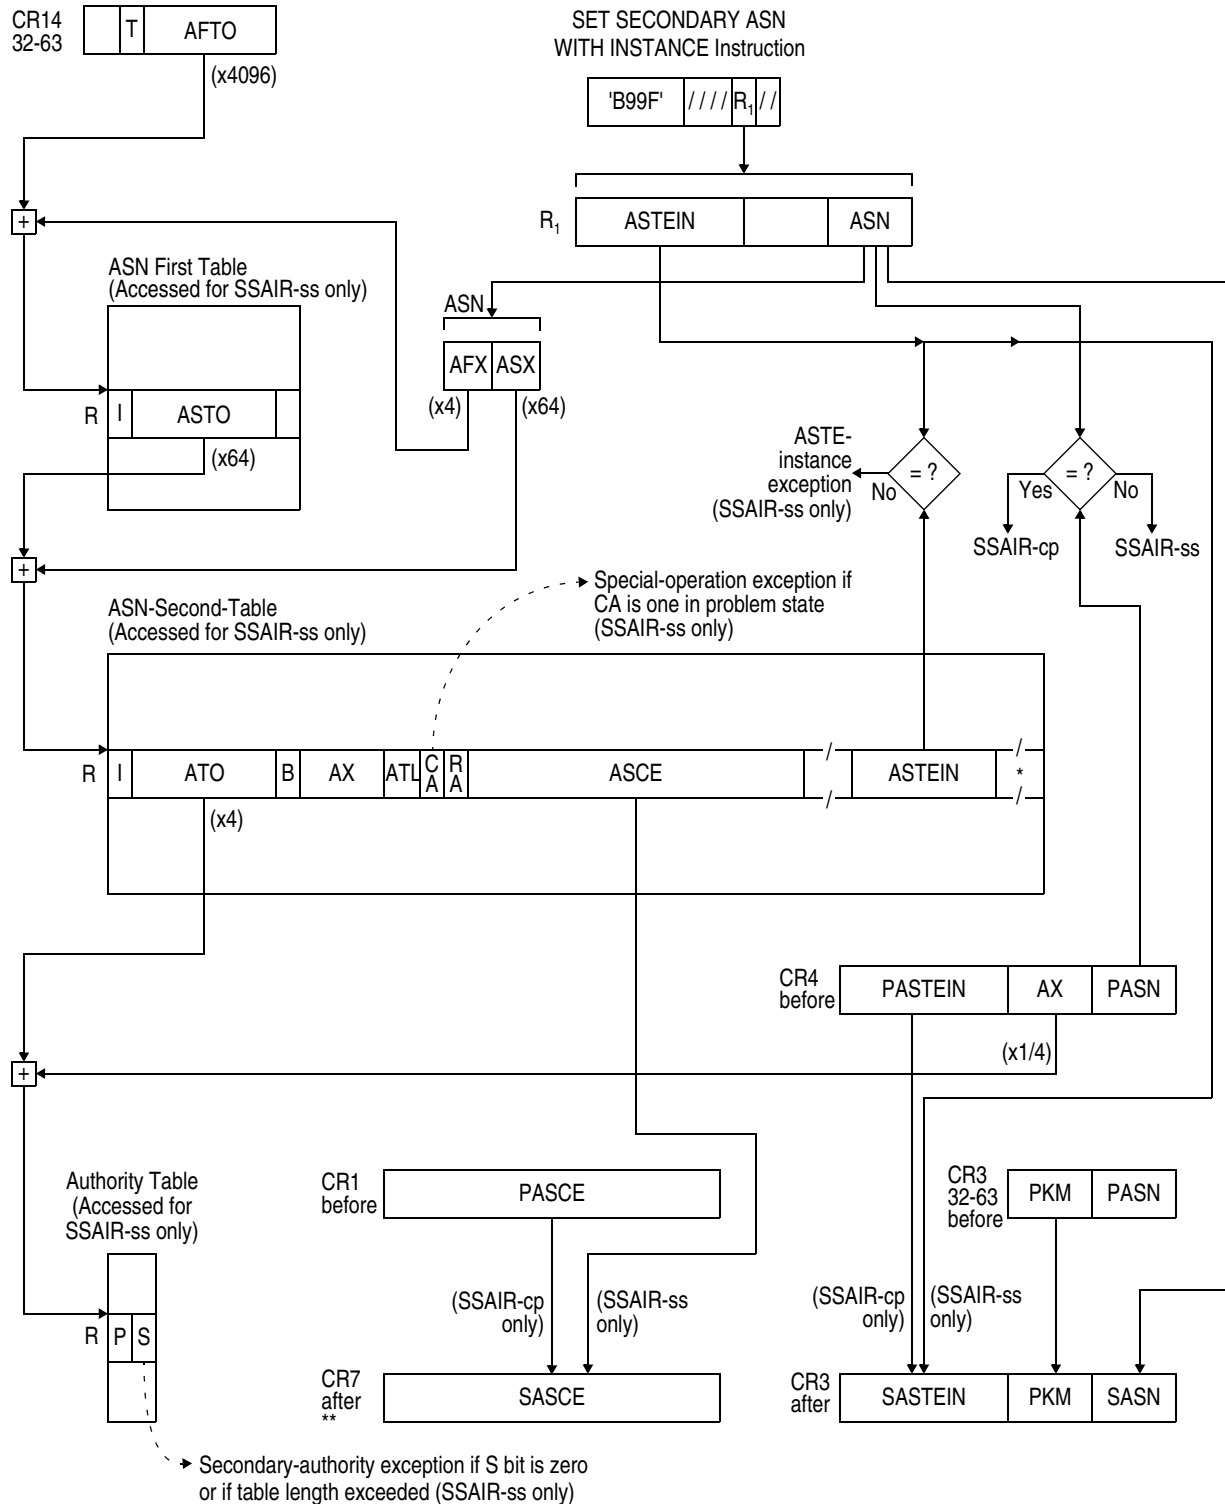 CR14
32-63
T
AFTO
(x4096)
SET SECONDARY ASN
WITH INSTANCE Instruction
'B99F'
////
R1
//
+
R1
ASTEIN
ASN
ASN First Table
(Accessed for SSAIR-ss only)
ASN
AFX
ASX
(x4)
(x64)
R
I
ASTO
(x64)
ASTE-
instance
exception
(SSAIR-ss only)
No
= ?
Yes
= ?
No
SSAIR-cp
SSAIR-ss
+
ASN-Second-Table
(Accessed for SSAIR-ss only)
Special-operation exception if
CA is one in problem state
(SSAIR-ss only)
R
I
ATO
B
AX
ATL
CA
RA
ASCE
/
/
ASTEIN
/
*
/
(x4)
CR4
before
PASTEIN
AX
PASN
(x1/4)
+
Authority Table
(Accessed for
SSAIR-ss only)
CR1
before
PASCE
CR3
32-63
before
PKM
PASN
(SSAIR-cp
only)
(SSAIR-ss
only)
(SSAIR-cp
only)
(SSAIR-ss
only)
R
P
S
CR7
after
**
SASCE
CR3
after
SASTEIN
PKM
SASN
Secondary-authority exception if S bit is zero
or if table length exceeded (SSAIR-ss only)